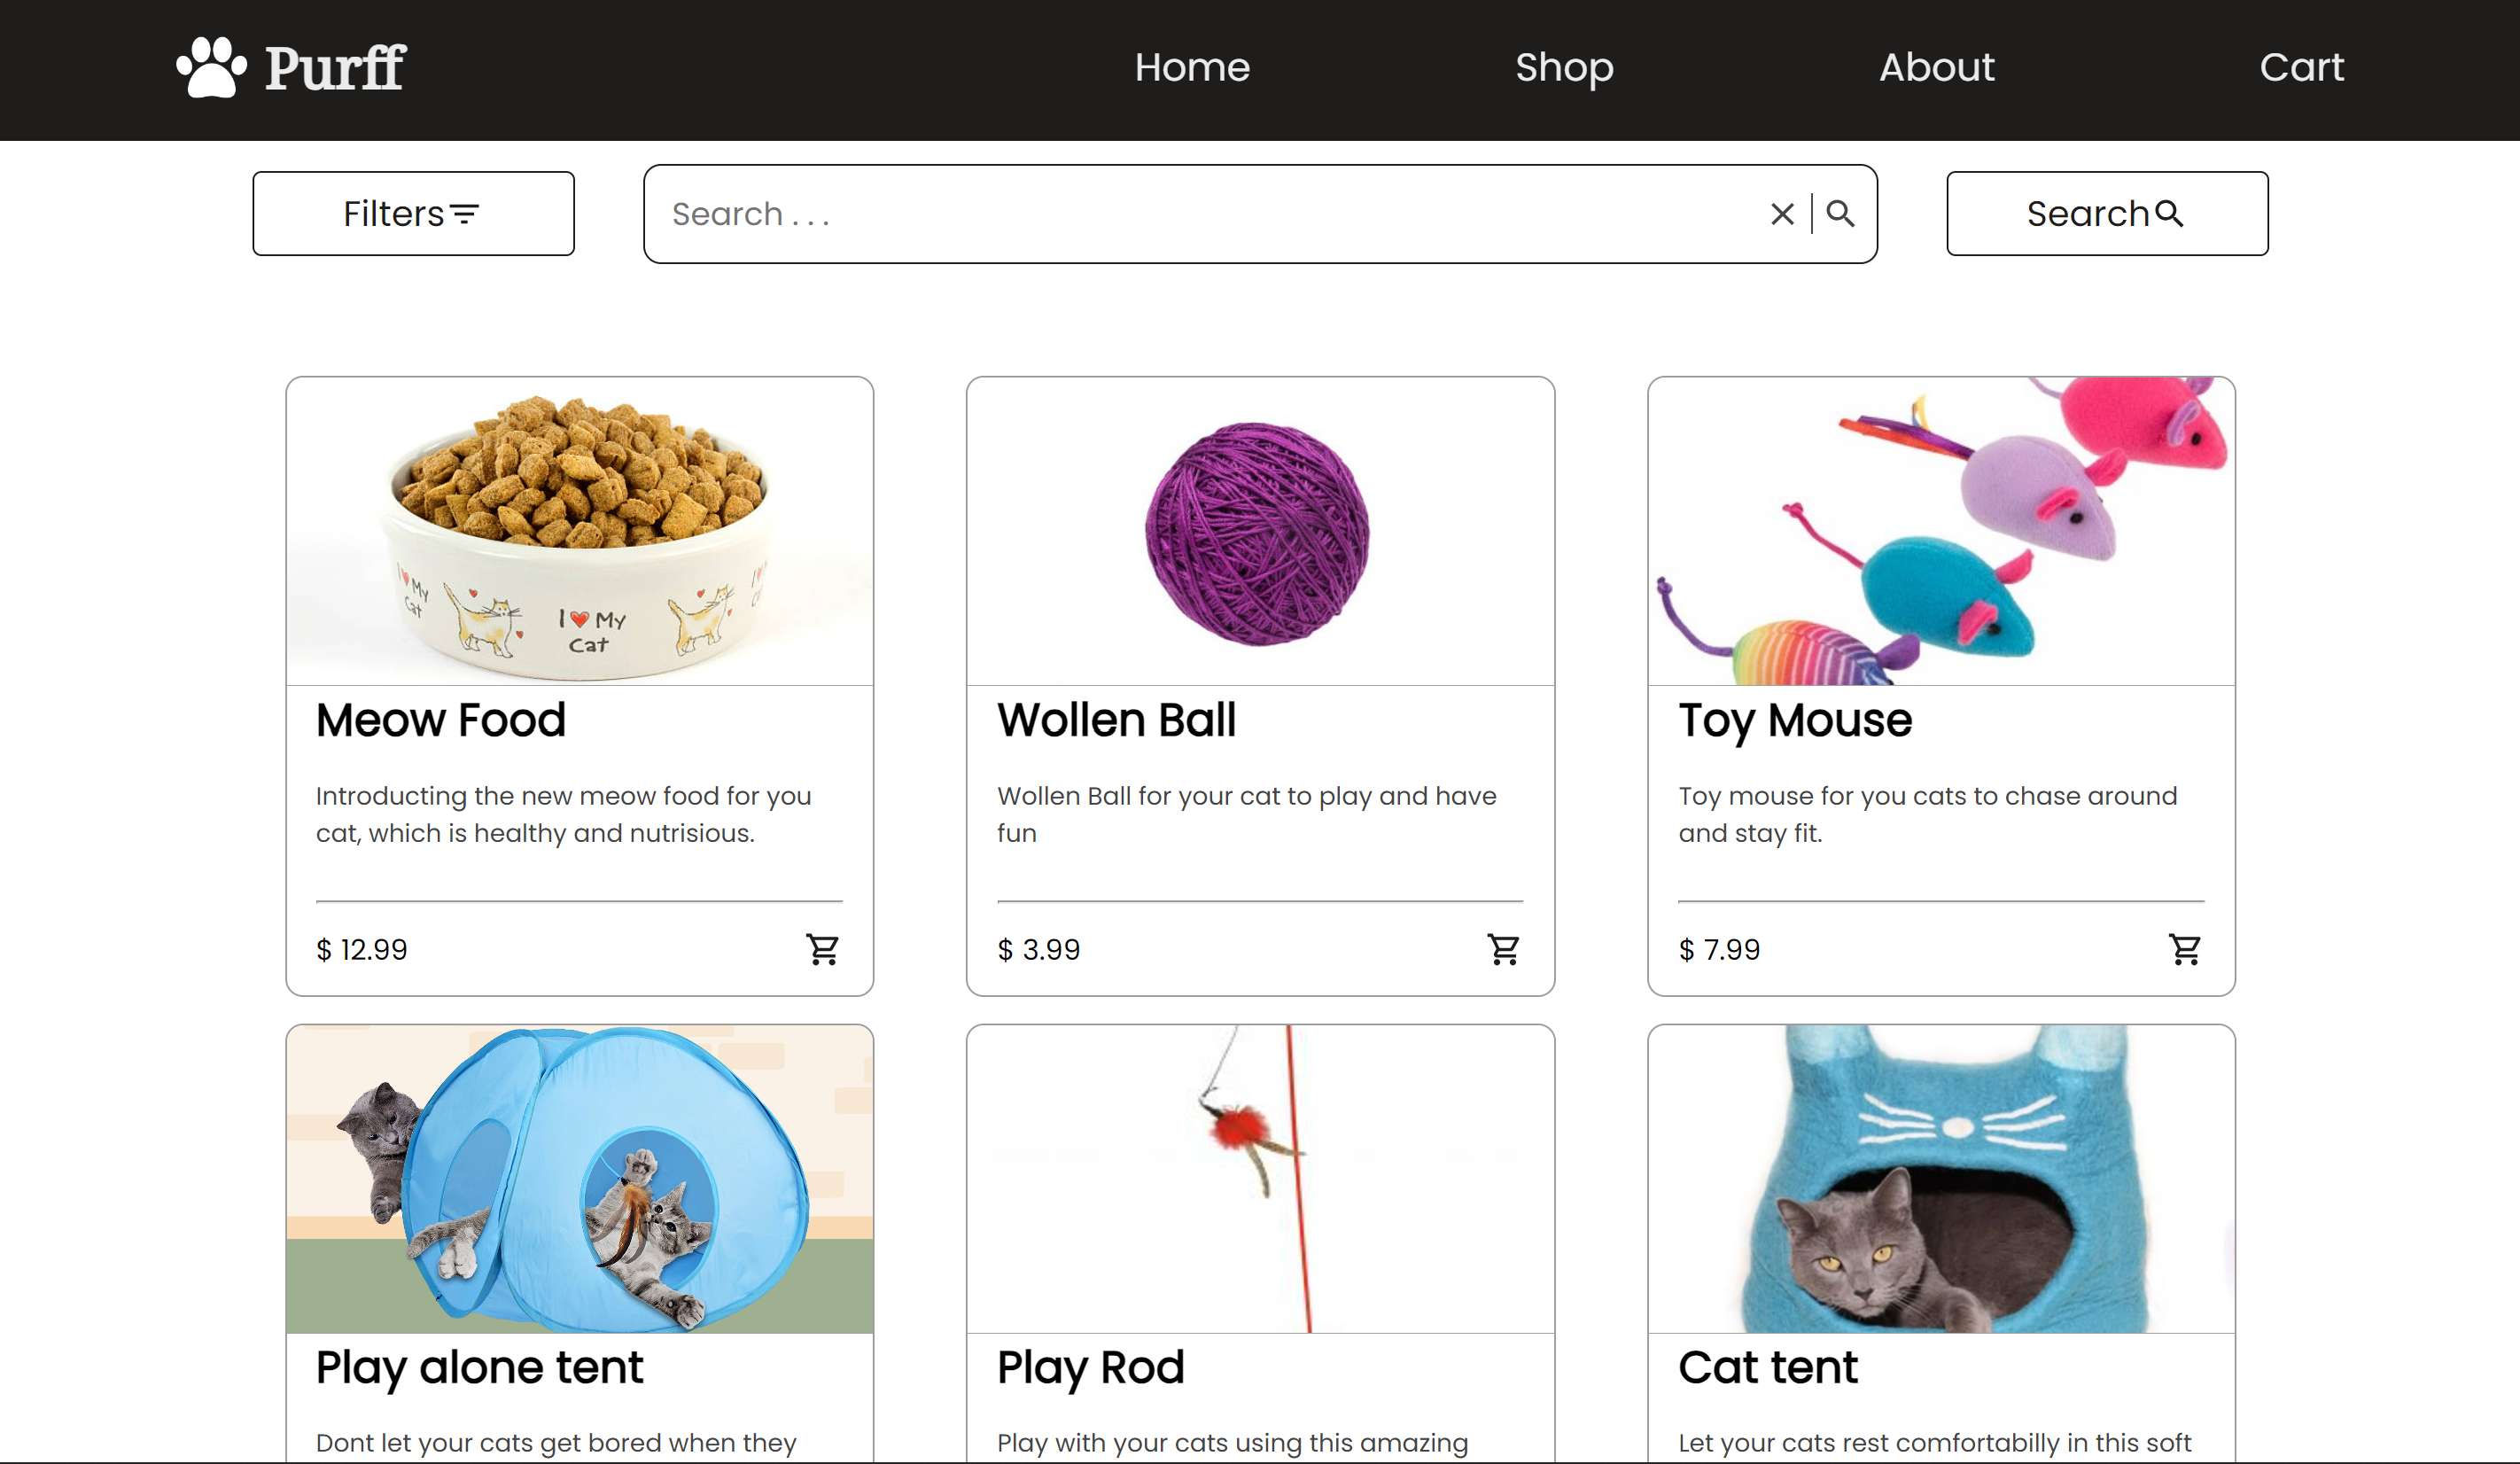 Purff
Home
Shop
About
Cart
Filters
Search . . .
Search
I ♥ My
Cat
I ♥ My
Cat
Meow Food
Introducting the new meow food for you
cat, which is healthy and nutrisious.
$ 12.99
Wollen Ball
Wollen Ball for your cat to play and have
fun
$ 3.99
Toy Mouse
Toy mouse for you cats to chase around
and stay fit.
$ 7.99
Play alone tent
Dont let your cats get bored when they
Play Rod
Play with your cats using this amazing
Cat tent
Let your cats rest comfortabilly in this soft